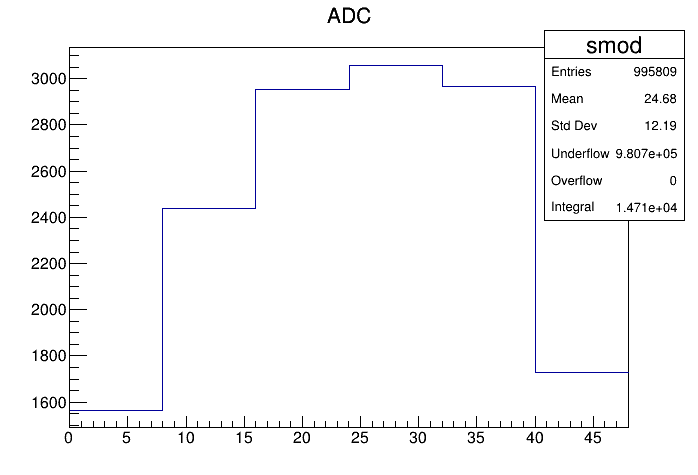 ADC
smod
Entries 995809
Mean 24.68
Std Dev 12.19
Underflow 9.807e+05
Overflow 0
Integral 1.471e+04
3000
2800
2600
2400
2200
2000
1800
1600
0 5 10 15 20 25 30 35 40 45